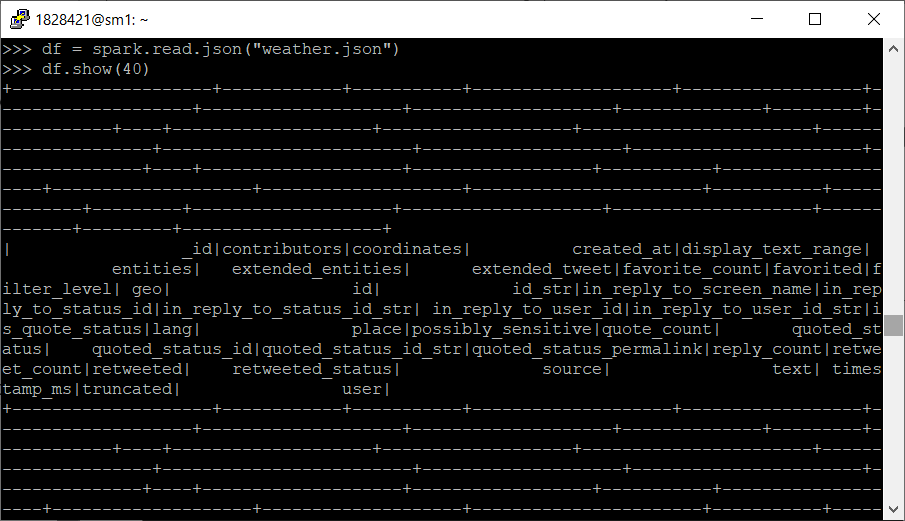 1828421@sm1: ~
>>> df = spark.read.json("weather.json")
>>> df.show(40)
+--------------------+------------+-----------+--------------------+------------------+-
-------------------+--------------------+--------------------+--------------+---------+-
-----------+----+--------------------+-------------------+------------------------------
---------------+-------------------------+--------------------+-------------------------
--------------+----+--------------------+------------------+-----------+----------------
----+--------------------+--------------------+-----------------------+-----------+-----
--------+---------+--------------------+--------------------+---------------------------
-------+---------+--------------------+
|                 _id|contributors|coordinates|          created_at|display_text_range|
           entities|   extended_entities|      extended_tweet|favorite_count|favorited|f
ilter_level| geo|                  id|              id_str|in_reply_to_screen_name|in_rep
ly_to_status_id|in_reply_to_status_id_str| in_reply_to_user_id|in_reply_to_user_id_str|i
s_quote_status|lang|               place|possibly_sensitive|quote_count|       quoted_st
atus|    quoted_status_id|quoted_status_id_str|quoted_status_permalink|reply_count|retwe
et_count|retweeted|    retweeted_status|              source|                text| times
tamp_ms|truncated|                user|
+--------------------+------------+-----------+--------------------+------------------+-
-------------------+--------------------+--------------------+--------------+---------+-
-----------+----+--------------------+-------------------+------------------------------
---------------+-------------------------+--------------------+-------------------------
--------------+----+--------------------+------------------+-----------+----------------
----+--------------------+--------------------+-----------------------+-----------+-----